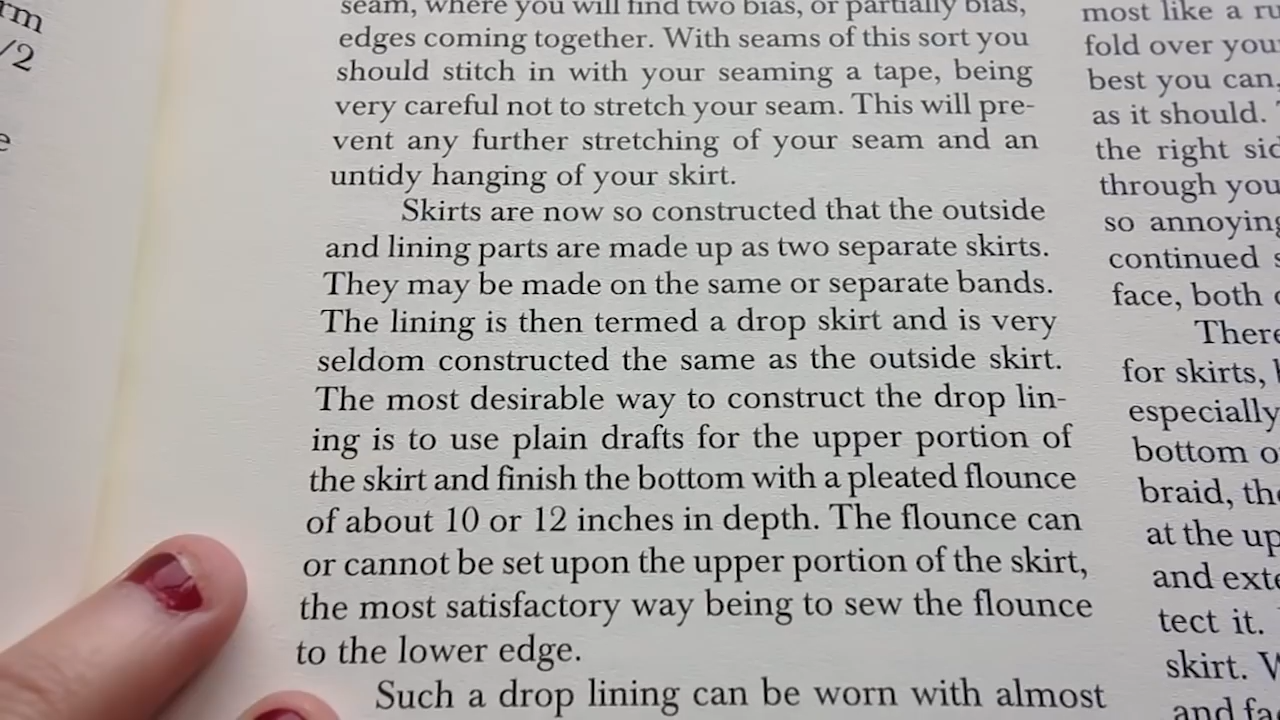 rm
/2
e
seam, where you will find two bias, or partially bias,
edges coming together. With seams of this sort you
should stitch in with your seaming a tape, being
very careful not to stretch your seam. This will pre-
vent any further stretching of your seam and an
untidy hanging of your skirt.
Skirts are now so constructed that the outside
and lining parts are made up as two separate skirts.
They may be made on the same or separate bands.
The lining is then termed a drop skirt and is very
seldom constructed the same as the outside skirt.
The most desirable way to construct the drop lin-
ing is to use plain drafts for the upper portion of
the skirt and finish the bottom with a pleated flounce
of about 10 or 12 inches in depth. The flounce can
or cannot be set upon the upper portion of the skirt,
the most satisfactory way being to sew the flounce
to the lower edge.
Such a drop lining can be worn with almost
most like a ru
fold over your
best you can,
as it should.
the right sid
through you
so annoying
continued s
face, both
There
for skirts,
especially
bottom o
braid, the
at the up
and exte
tect it.
skirt. W
and fac